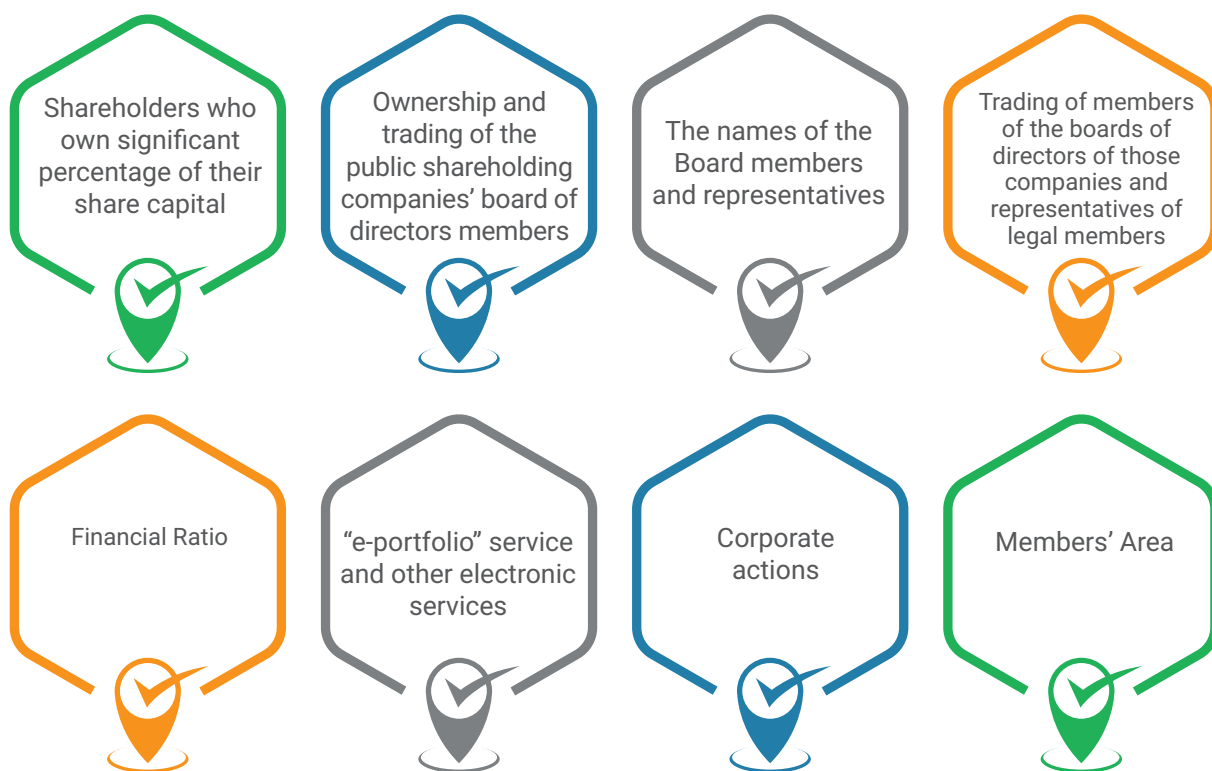 Shareholders who
own significant
percentage of their
share capital
Ownership and
trading of the
public shareholding
companies’ board of
directors members
The names of the
Board members
and representatives
Trading of members
of the boards of
directors of those
companies and
representatives of
legal members
Financial Ratio
“e-portfolio” service
and other electronic
services
Corporate
actions
Members’ Area